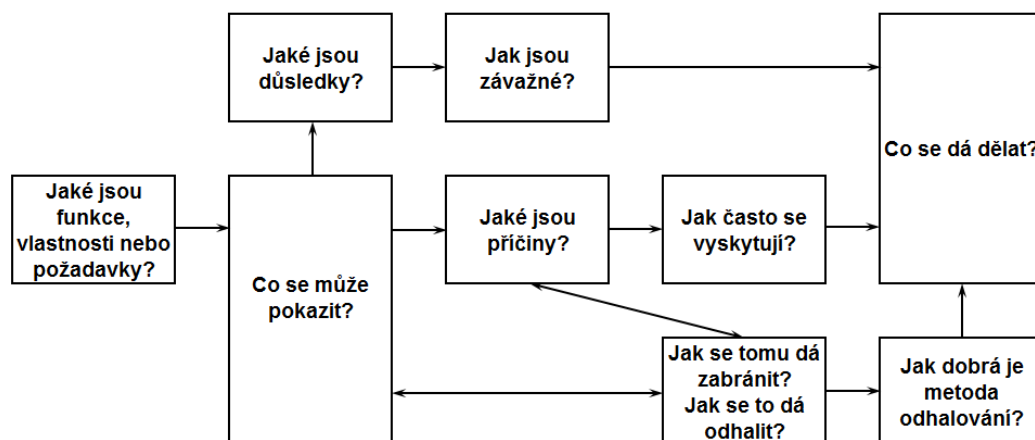 Jaké jsou
důsledky?
Jak jsou
závažné?
Co se dá dělat?
Jaké jsou
funkce,
vlastnosti nebo
požadavky?
Co se může
pokazit?
Jaké jsou
příčiny?
Jak často se
vyskytují?
Jak se tomu dá
zabránit?
Jak se to dá
odhalit?
Jak dobrá je
metoda
odhalování?